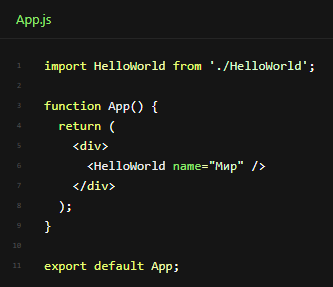 App.js
1 import HelloWorld from './HelloWorld';
2
3 function App() {
4   return (
5     <div>
6       <HelloWorld name="Мир" />
7     </div>
8   );
9 }
10
11 export default App;